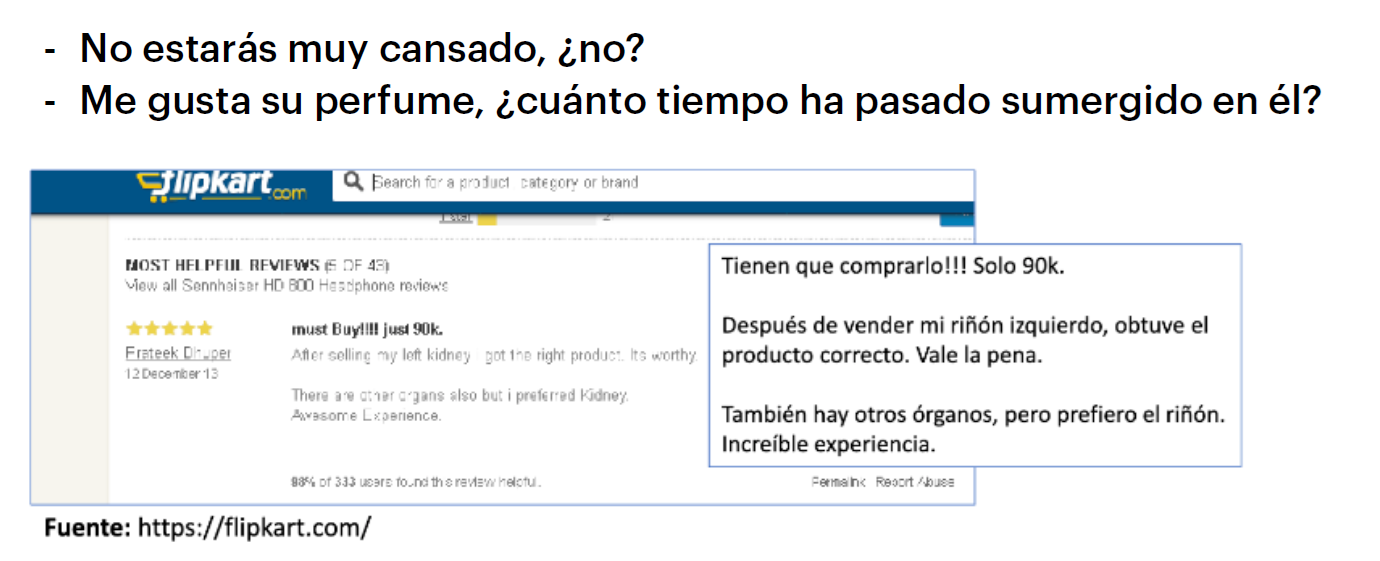 - No estarás muy cansado, ¿no?
- Me gusta su perfume, ¿cuánto tiempo ha pasado sumergido en él?
flipkart.com
Search for a product category or brand
1 star 2
MOST HELPFUL REVIEWS (5 OF 43)
View all Sennheiser HD 800 Headphone reviews
must Buy!!!! just 90k.
Prateek Dhuper
12 December 13
After selling my left kidney i got the right product. Its worthy.
There are other organs also but i preferred Kidney.
Awesome Experience.
88% of 333 users found this review helpful.
Permalink Report Abuse
Tienen que comprarlo!!! Solo 90k.
Después de vender mi riñón izquierdo, obtuve el
producto correcto. Vale la pena.
También hay otros órganos, pero prefiero el riñón.
Increíble experiencia.
Fuente: https://flipkart.com/